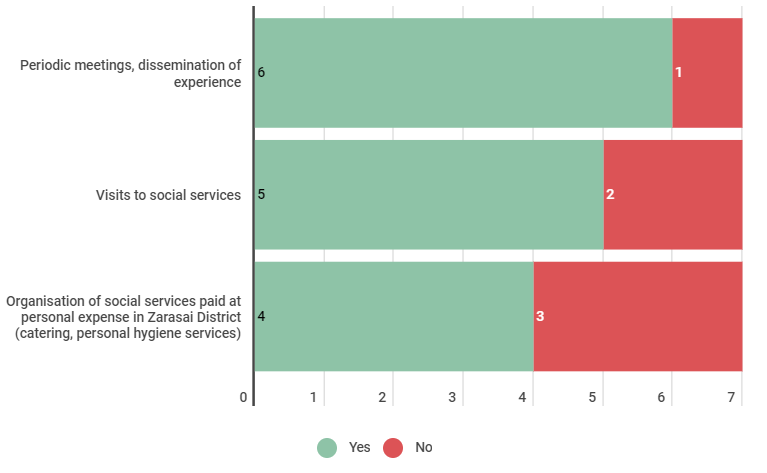 Periodic meetings, dissemination of
experience
6
1
Visits to social services
5
2
Organisation of social services paid at
personal expense in Zarasai District
(catering, personal hygiene services)
4
3
0 1 2 3 4 5 6 7
Yes No